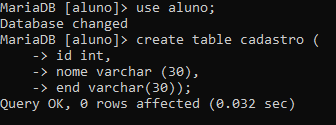 MariaDB [aluno]> use aluno;
Database changed
MariaDB [aluno]> create table cadastro (
    -> id int,
    -> nome varchar (30),
    -> end varchar(30));
Query OK, 0 rows affected (0.032 sec)